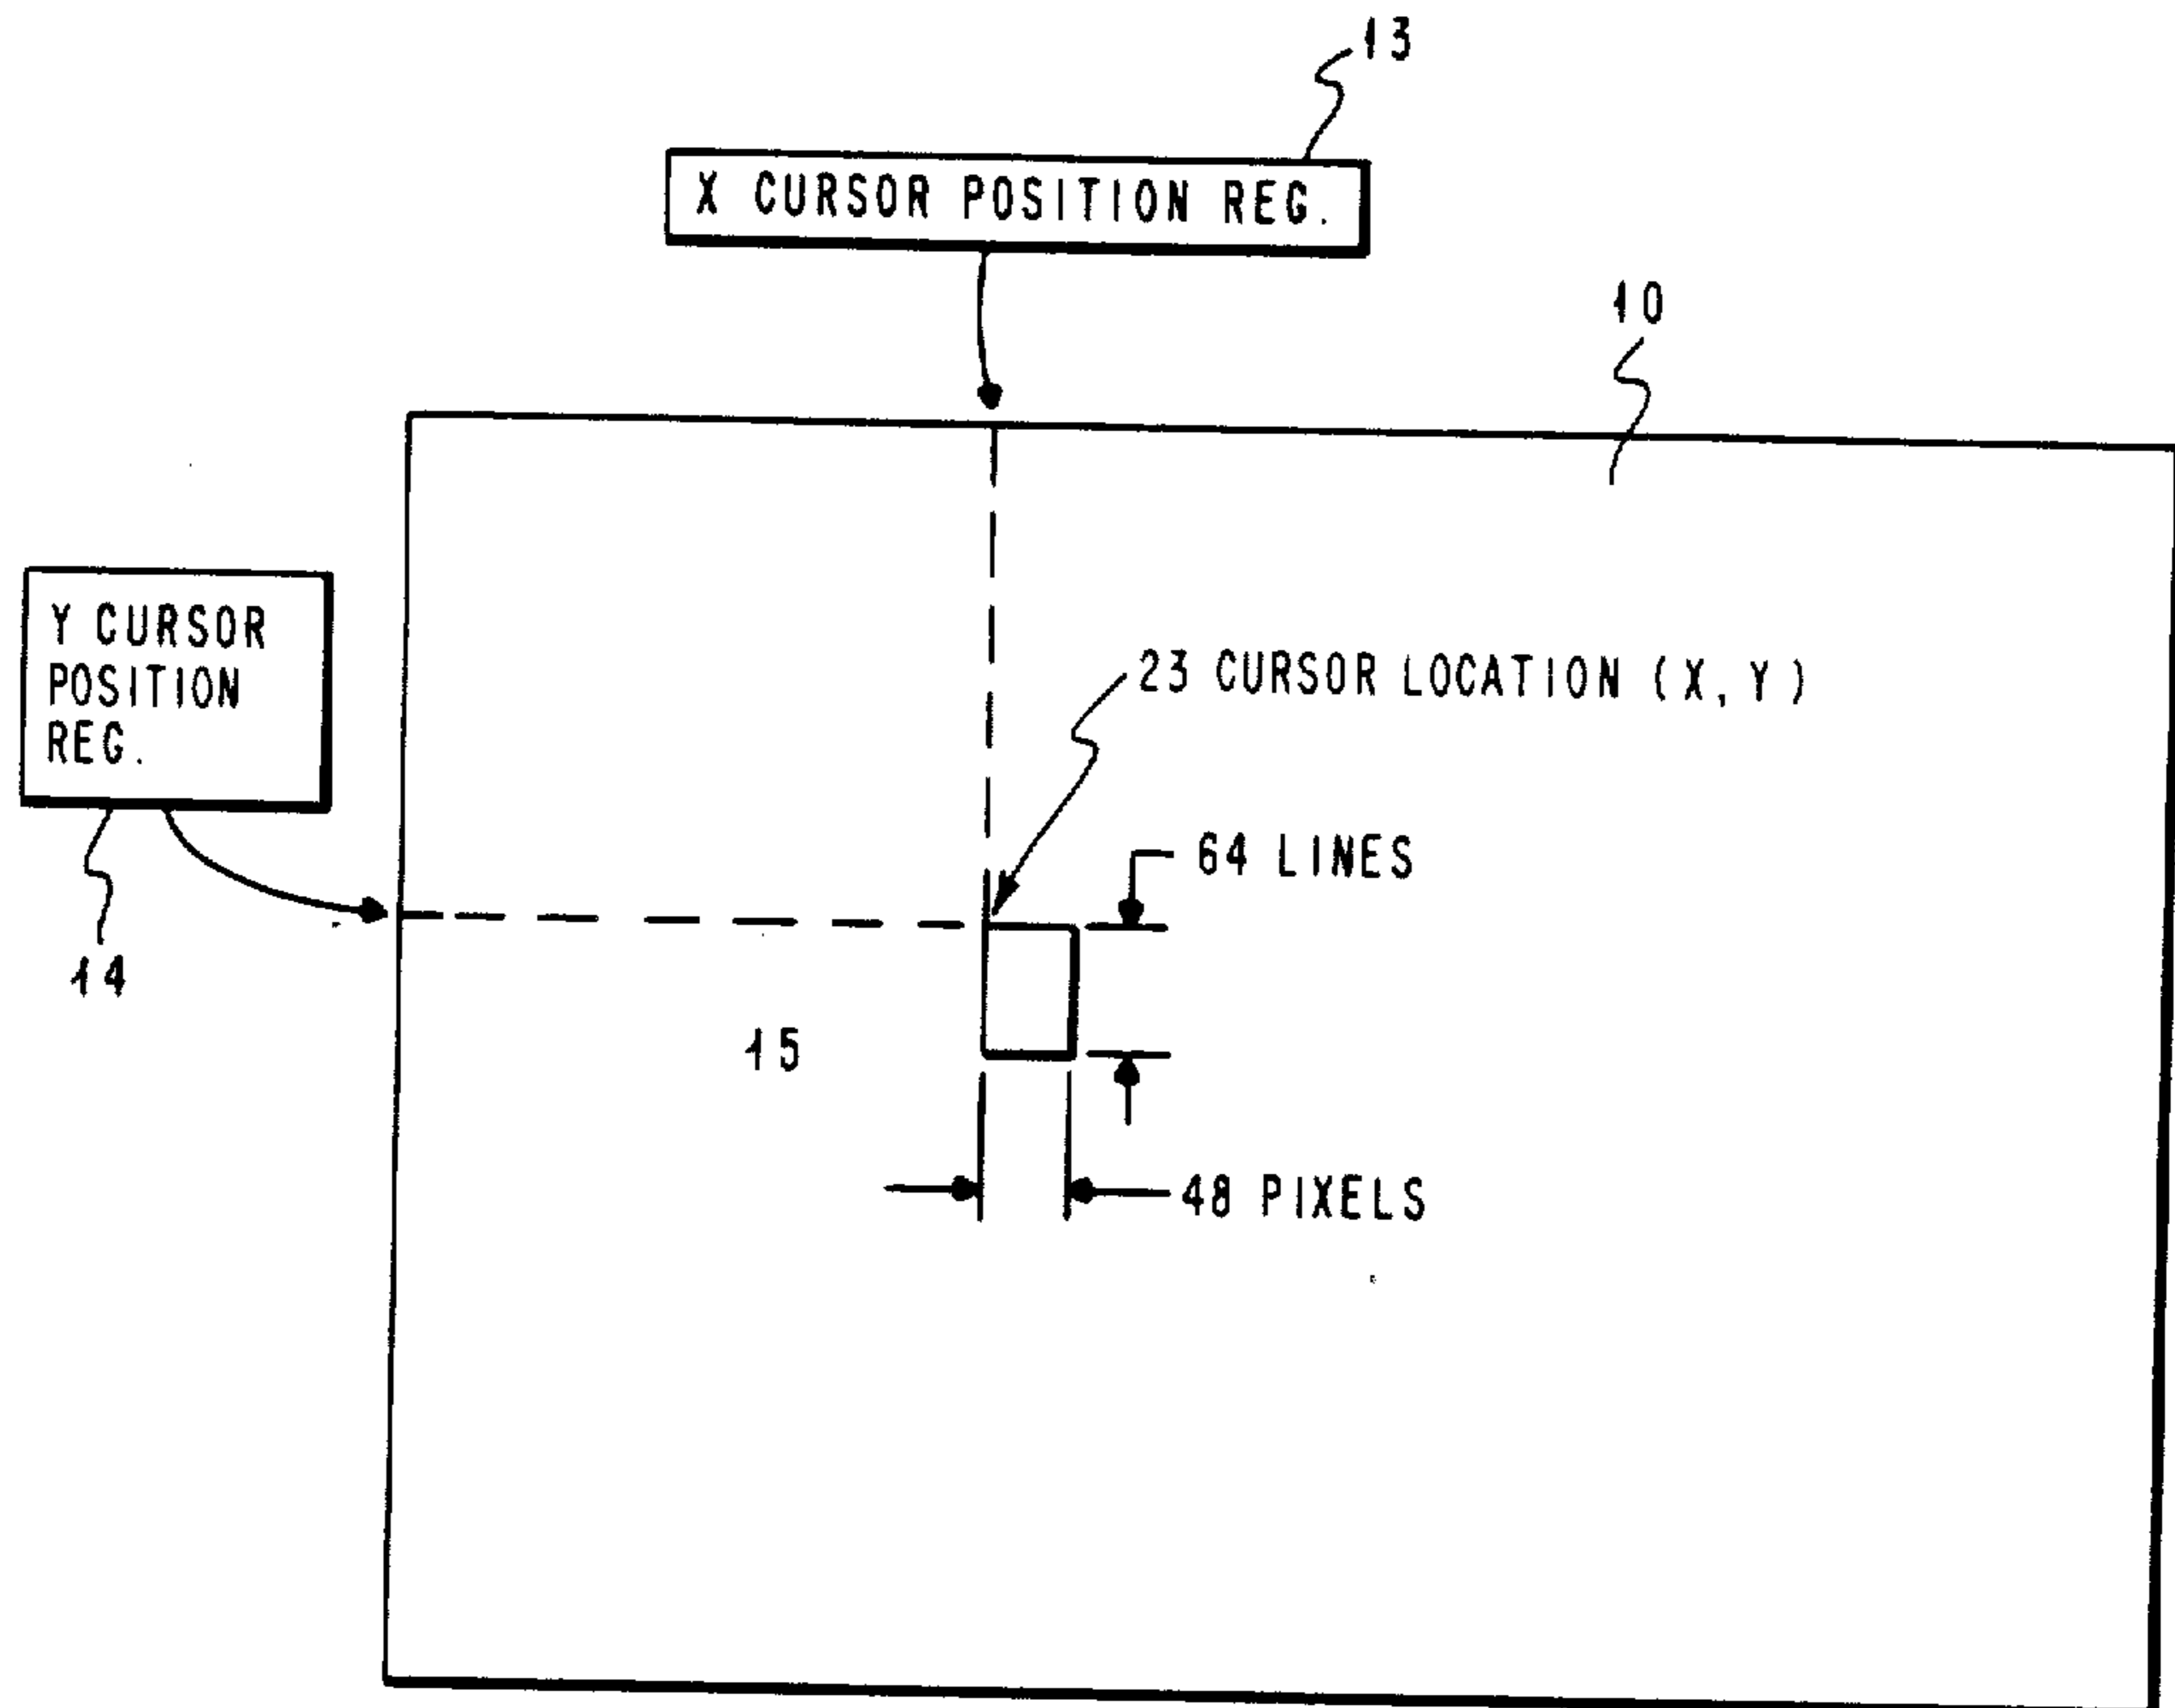 13
X CURSOR POSITION REG.
10
Y CURSOR
POSITION
REG.
23 CURSOR LOCATION (X, Y)
64 LINES
14
15
48 PIXELS